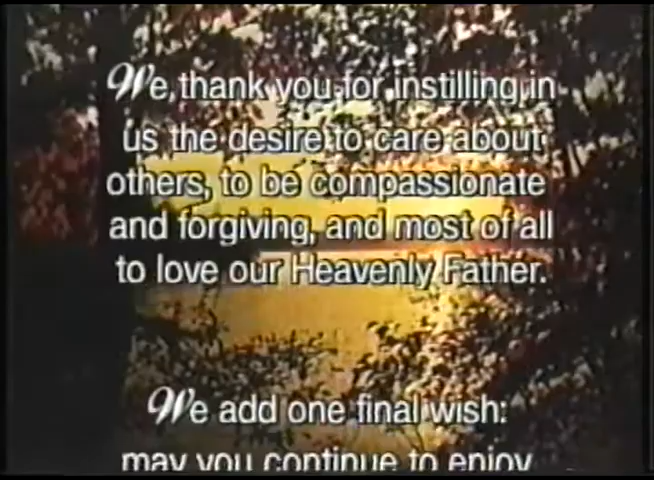 We thank you for instilling in
us the desire to care about
others, to be compassionate
and forgiving, and most of all
to love our Heavenly Father.
We add one final wish:
may you continue to enjoy